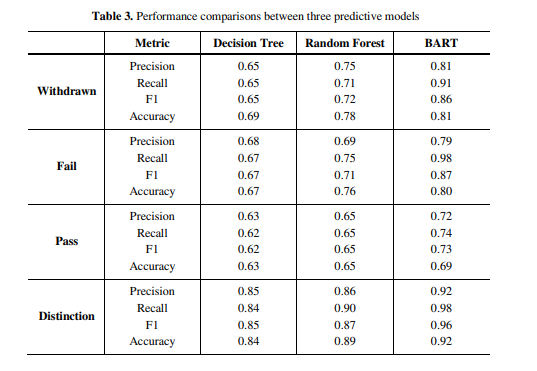 Table 3. Performance comparisons between three predictive models
Metric Decision Tree Random Forest BART
Withdrawn
Precision 0.65 0.75 0.81
Recall 0.65 0.71 0.91
F1 0.65 0.72 0.86
Accuracy 0.69 0.78 0.81
Fail
Precision 0.68 0.69 0.79
Recall 0.67 0.75 0.98
F1 0.67 0.71 0.87
Accuracy 0.67 0.76 0.80
Pass
Precision 0.63 0.65 0.72
Recall 0.62 0.65 0.74
F1 0.62 0.65 0.73
Accuracy 0.63 0.65 0.69
Distinction
Precision 0.85 0.86 0.92
Recall 0.84 0.90 0.98
F1 0.85 0.87 0.96
Accuracy 0.84 0.89 0.92